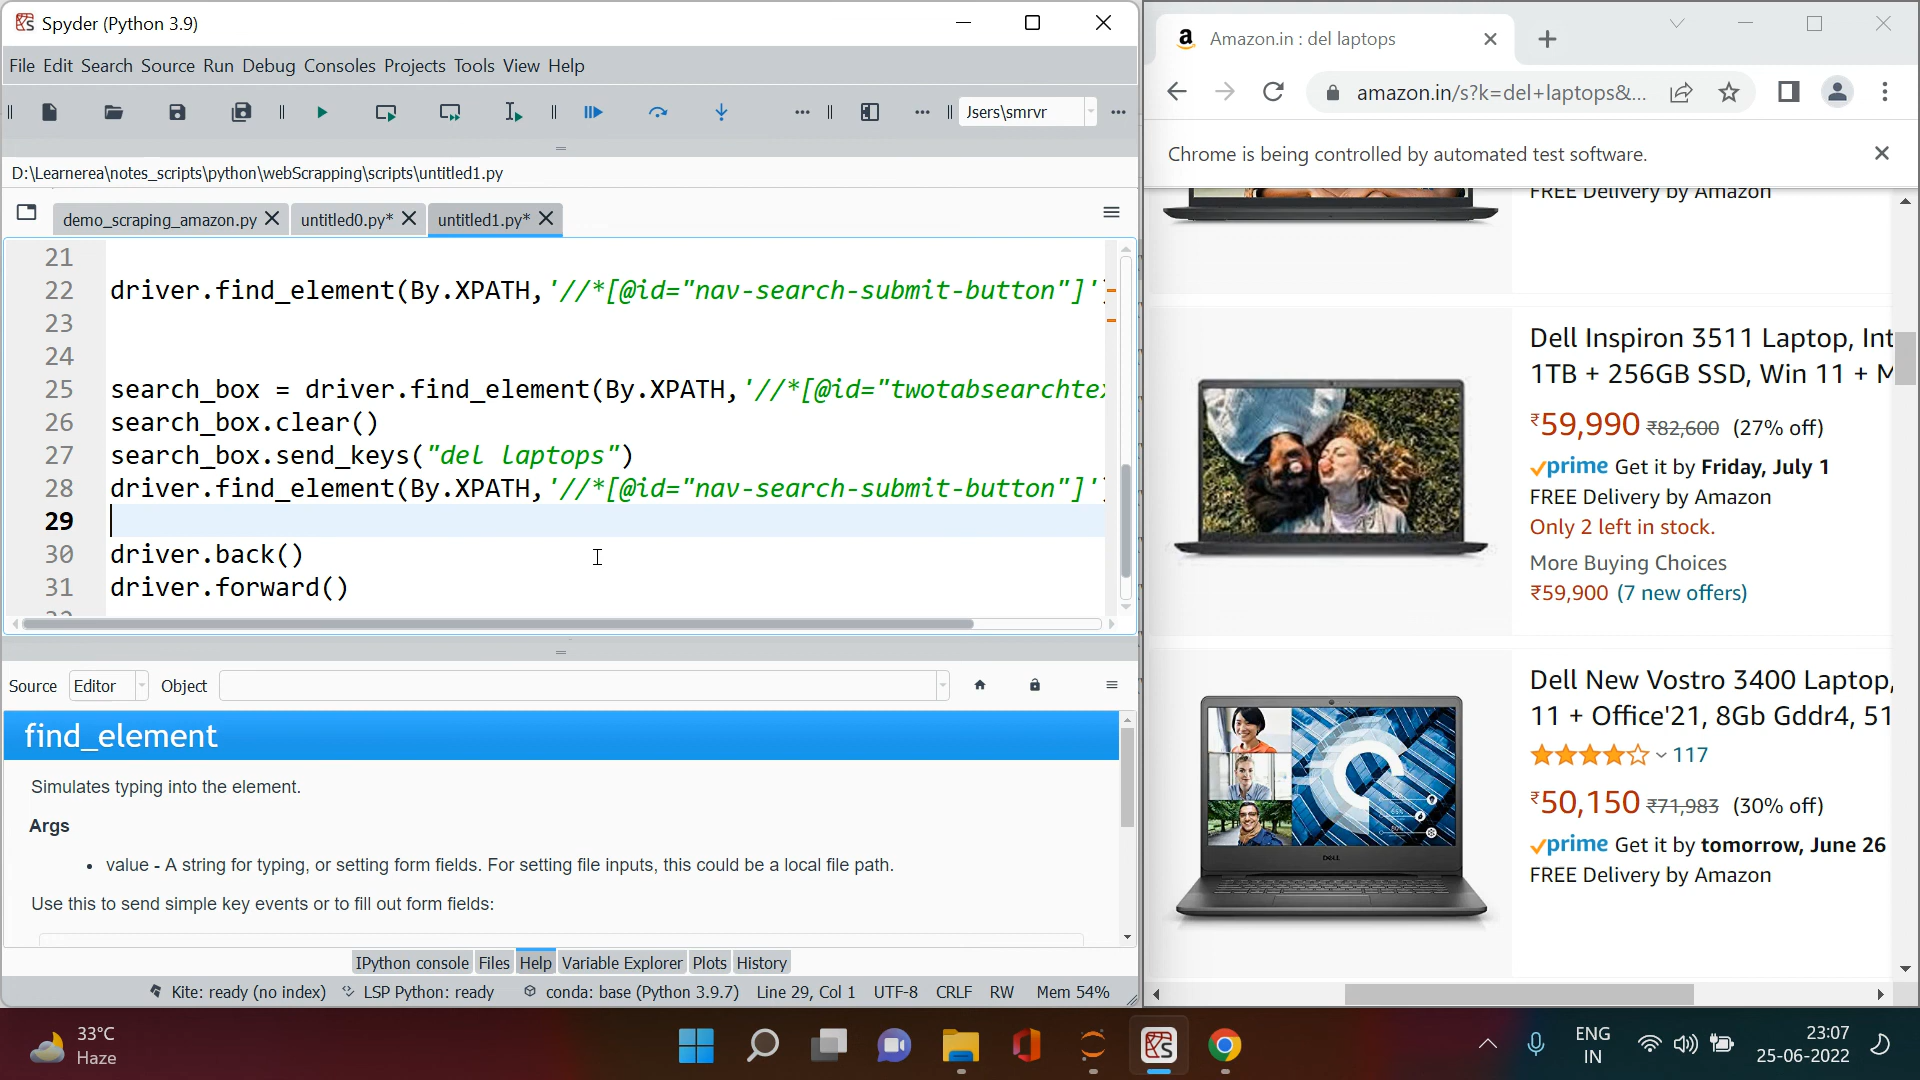 Spyder (Python 3.9)
File Edit Search Source Run Debug Consoles Projects Tools View Help
Jsers\smrvr
D:\Learnerea\notes_scripts\python\webScrapping\scripts\untitled1.py
demo_scraping_amazon.py
untitled0.py*
untitled1.py*
21
22 driver.find_element(By.XPATH,'//*[@id="nav-search-submit-button"]')
23
24
25 search_box = driver.find_element(By.XPATH,'//*[@id="twotabsearchtex
26 search_box.clear()
27 search_box.send_keys("del laptops")
28 driver.find_element(By.XPATH,'//*[@id="nav-search-submit-button"]')
29
30 driver.back()
31 driver.forward()
Source Editor Object
find_element
Simulates typing into the element.
Args
• value - A string for typing, or setting form fields. For setting file inputs, this could be a local file path.
Use this to send simple key events or to fill out form fields:
IPython console Files Help Variable Explorer Plots History
Kite: ready (no index) LSP Python: ready conda: base (Python 3.9.7) Line 29, Col 1 UTF-8 CRLF RW Mem 54%
Amazon.in : del laptops
amazon.in/s?k=del+laptops&...
Chrome is being controlled by automated test software.
FREE Delivery by Amazon
Dell Inspiron 3511 Laptop, Int
1TB + 256GB SSD, Win 11 + M
₹59,990 ₹82,600 (27% off)
prime Get it by Friday, July 1
FREE Delivery by Amazon
Only 2 left in stock.
More Buying Choices
₹59,900 (7 new offers)
Dell New Vostro 3400 Laptop,
11 + Office'21, 8Gb Gddr4, 51
117
₹50,150 ₹71,983 (30% off)
prime Get it by tomorrow, June 26
FREE Delivery by Amazon
DELL
33°C
Haze
ENG
IN
23:07
25-06-2022